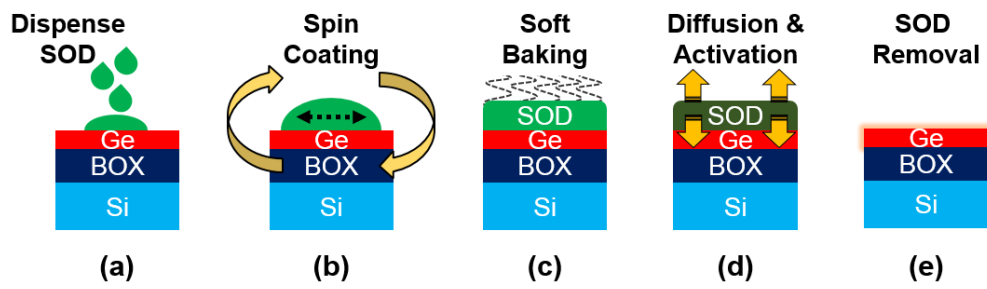 Dispense
SOD
Spin
Coating
Soft
Baking
Diffusion &
Activation
SOD
Removal
Ge
BOX
Si
Ge
BOX
Si
SOD
Ge
BOX
Si
SOD
Ge
BOX
Si
Ge
BOX
Si
(a)
(b)
(c)
(d)
(e)